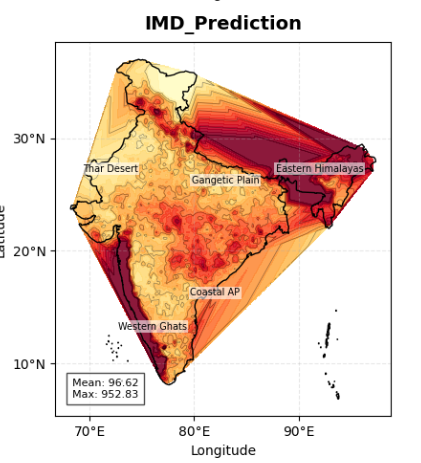 IMD_Prediction
30°N
20°N
10°N
Thar Desert
Gangetic Plain
Eastern Himalayas
Coastal AP
Western Ghats
Mean: 96.62
Max: 952.83
70°E
80°E
90°E
Longitude